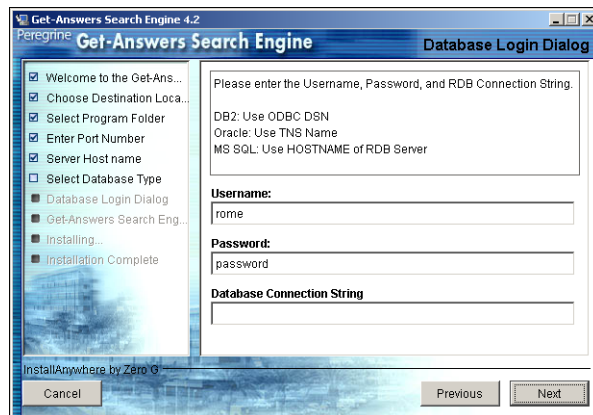 Get-Answers Search Engine 4.2
Peregrine Get-Answers Search Engine
Database Login Dialog
Welcome to the Get-Ans...
Choose Destination Loca...
Select Program Folder
Enter Port Number
Server Host name
Select Database Type
Database Login Dialog
Get-Answers Search Eng...
Installing...
Installation Complete
Please enter the Username, Password, and RDB Connection String.
DB2: Use ODBC DSN
Oracle: Use TNS Name
MS SQL: Use HOSTNAME of RDB Server
Username:
rome
Password:
password
Database Connection String
InstallAnywhere by Zero G
Cancel
Previous
Next